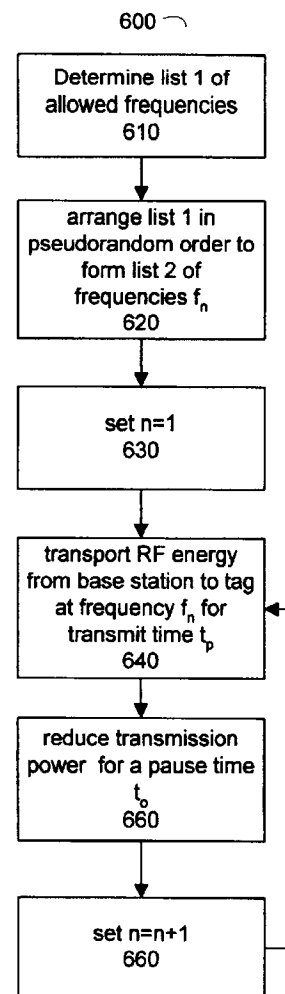 600
Determine list 1 of
allowed frequencies
610
arrange list 1 in
pseudorandom order to
form list 2 of
frequencies fn
620
set n=1
630
transport RF energy
from base station to tag
at frequency fn for
transmit time tp
640
reduce transmission
power for a pause time
to
660
set n=n+1
660